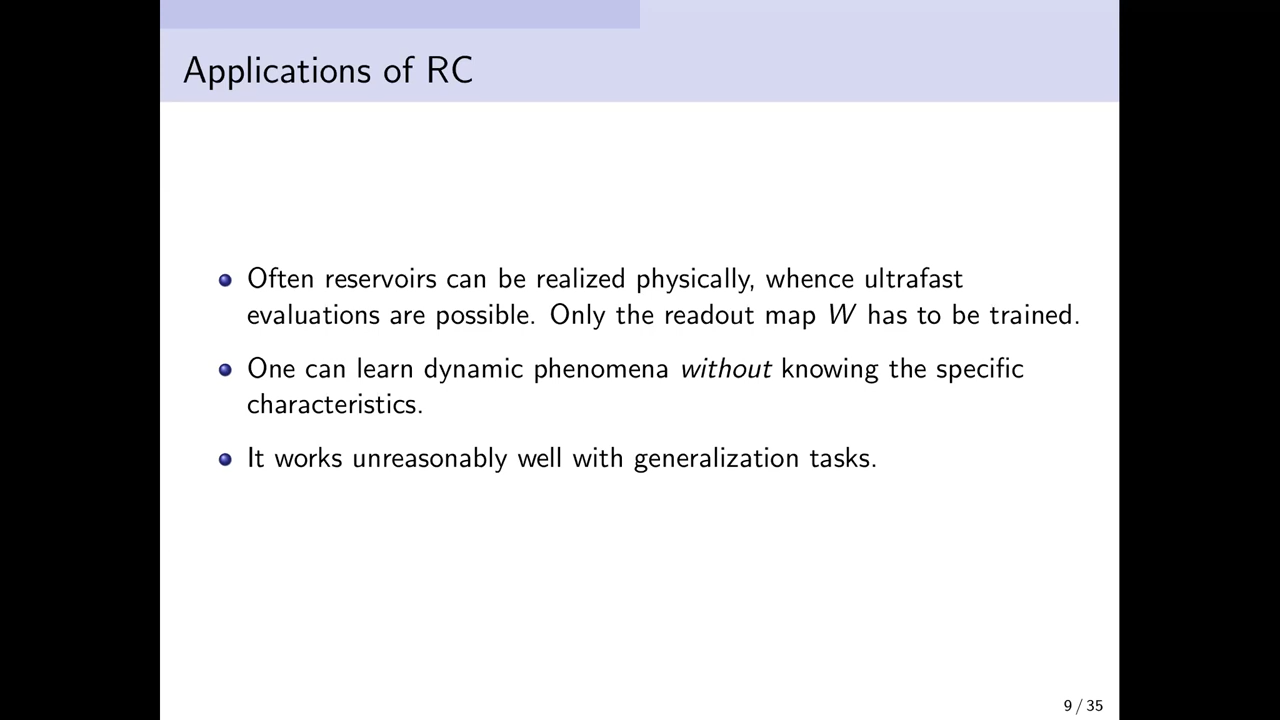 Applications of RC
Often reservoirs can be realized physically, whence ultrafast
evaluations are possible. Only the readout map W has to be trained.
One can learn dynamic phenomena without knowing the specific
characteristics.
It works unreasonably well with generalization tasks.
9 / 35